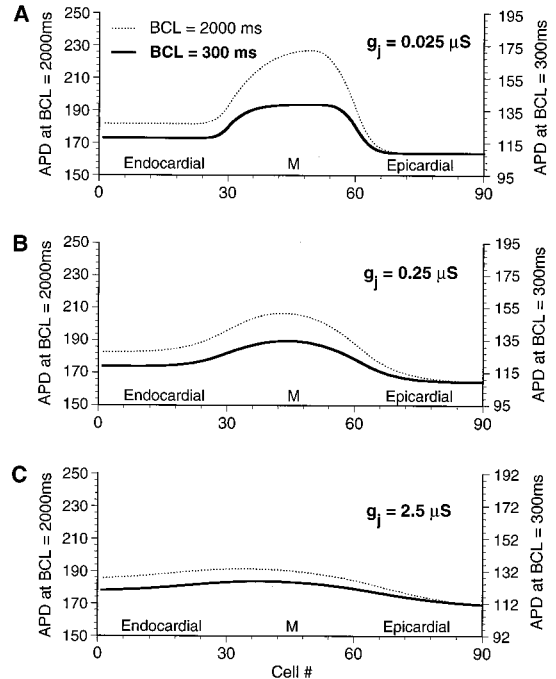 A
APD at BCL = 2000ms
250
230
210
190
170
150
BCL = 2000 ms
BCL = 300 ms
g_j = 0.025 µS
Endocardial M Epicardial
0 30 60 90
195
175
155
135
115
95
APD at BCL = 300ms
B
APD at BCL = 2000ms
250
230
210
190
170
150
g_j = 0.25 µS
Endocardial M Epicardial
0 30 60 90
195
175
155
135
115
95
APD at BCL = 300ms
C
APD at BCL = 2000ms
250
230
210
190
170
150
g_j = 2.5 µS
Endocardial M Epicardial
0 30 60 90
Cell #
192
172
152
132
112
92
APD at BCL = 300ms